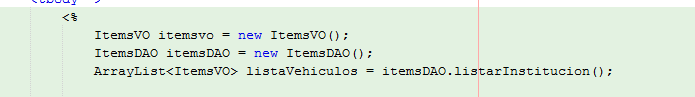 <%
ItemsVO itemsvo = new ItemsVO();
ItemsDAO itemsDAO = new ItemsDAO();
ArrayList<ItemsVO> listaVehiculos = itemsDAO.listarInstitucion();